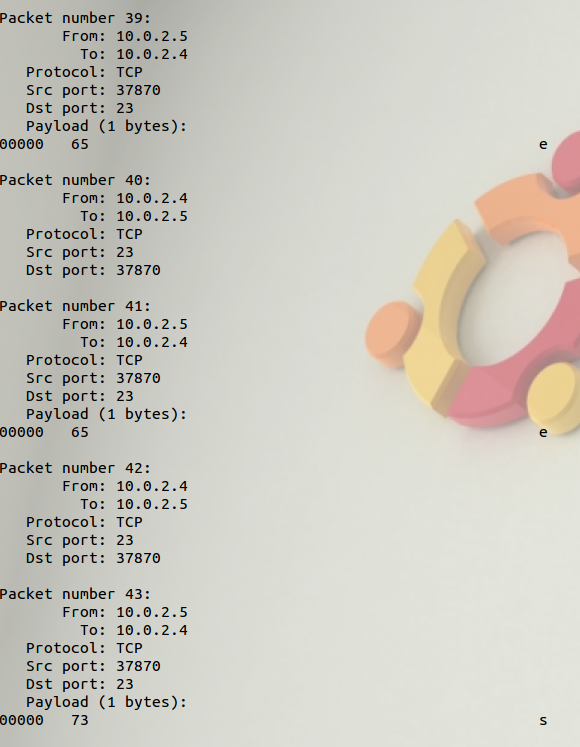 Packet number 39:
From: 10.0.2.5
To: 10.0.2.4
Protocol: TCP
Src port: 37870
Dst port: 23
Payload (1 bytes):
00000   65                                                  e
Packet number 40:
From: 10.0.2.4
To: 10.0.2.5
Protocol: TCP
Src port: 23
Dst port: 37870
Packet number 41:
From: 10.0.2.5
To: 10.0.2.4
Protocol: TCP
Src port: 37870
Dst port: 23
Payload (1 bytes):
00000   65                                                  e
Packet number 42:
From: 10.0.2.4
To: 10.0.2.5
Protocol: TCP
Src port: 23
Dst port: 37870
Packet number 43:
From: 10.0.2.5
To: 10.0.2.4
Protocol: TCP
Src port: 37870
Dst port: 23
Payload (1 bytes):
00000   73                                                  s